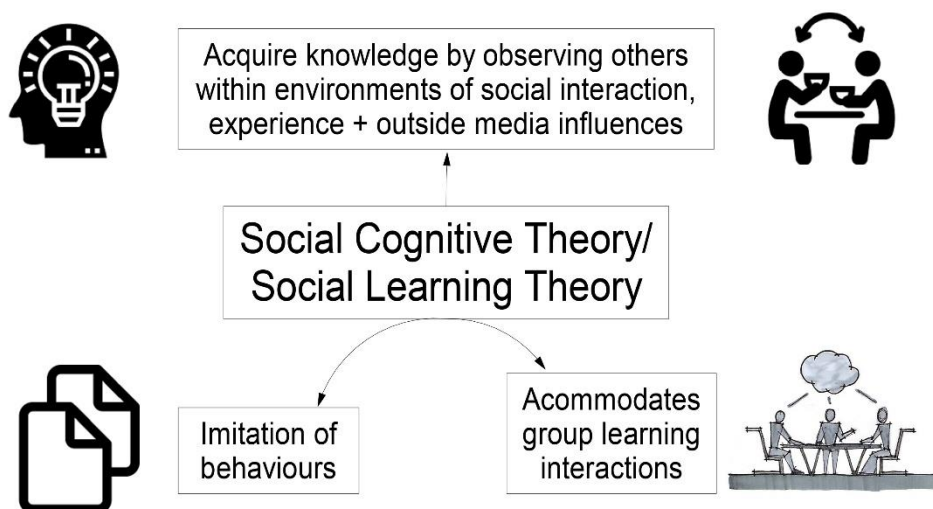 Acquire knowledge by observing others
within environments of social interaction,
experience + outside media influences
Social Cognitive Theory/
Social Learning Theory
Imitation of
behaviours
Acommodates
group learning
interactions